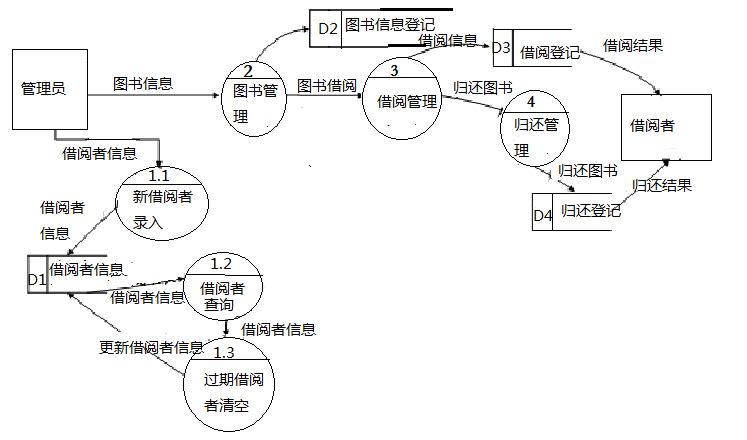 D2
图书信息登记
借阅信息
D3
借阅登记
借阅结果
管理员
图书信息
2
图书管
理
图书借阅
3
借阅管理
归还图书
4
归还管
理
借阅者
借阅者信息
1.1
新借阅者
录入
归还图书
归还结果
D4
归还登记
借阅者
信息
D1
借阅者信息
借阅者信息
1.2
借阅者
查询
借阅者信息
更新借阅者信息
1.3
过期借阅
者清空